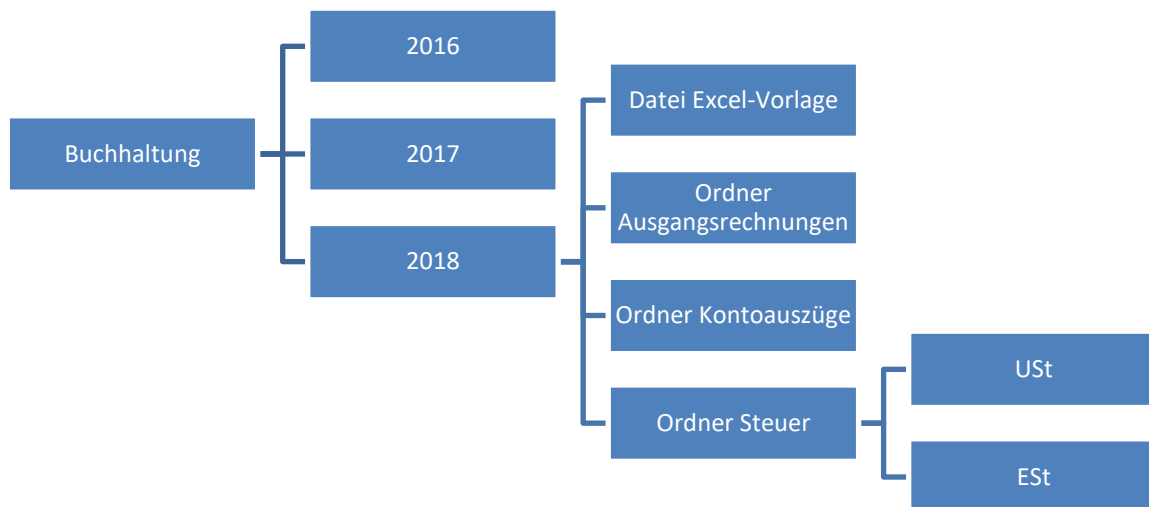 Buchhaltung
2016
2017
2018
Datei Excel-Vorlage
Ordner
Ausgangsrechnungen
Ordner Kontoauszüge
Ordner Steuer
USt
ESt